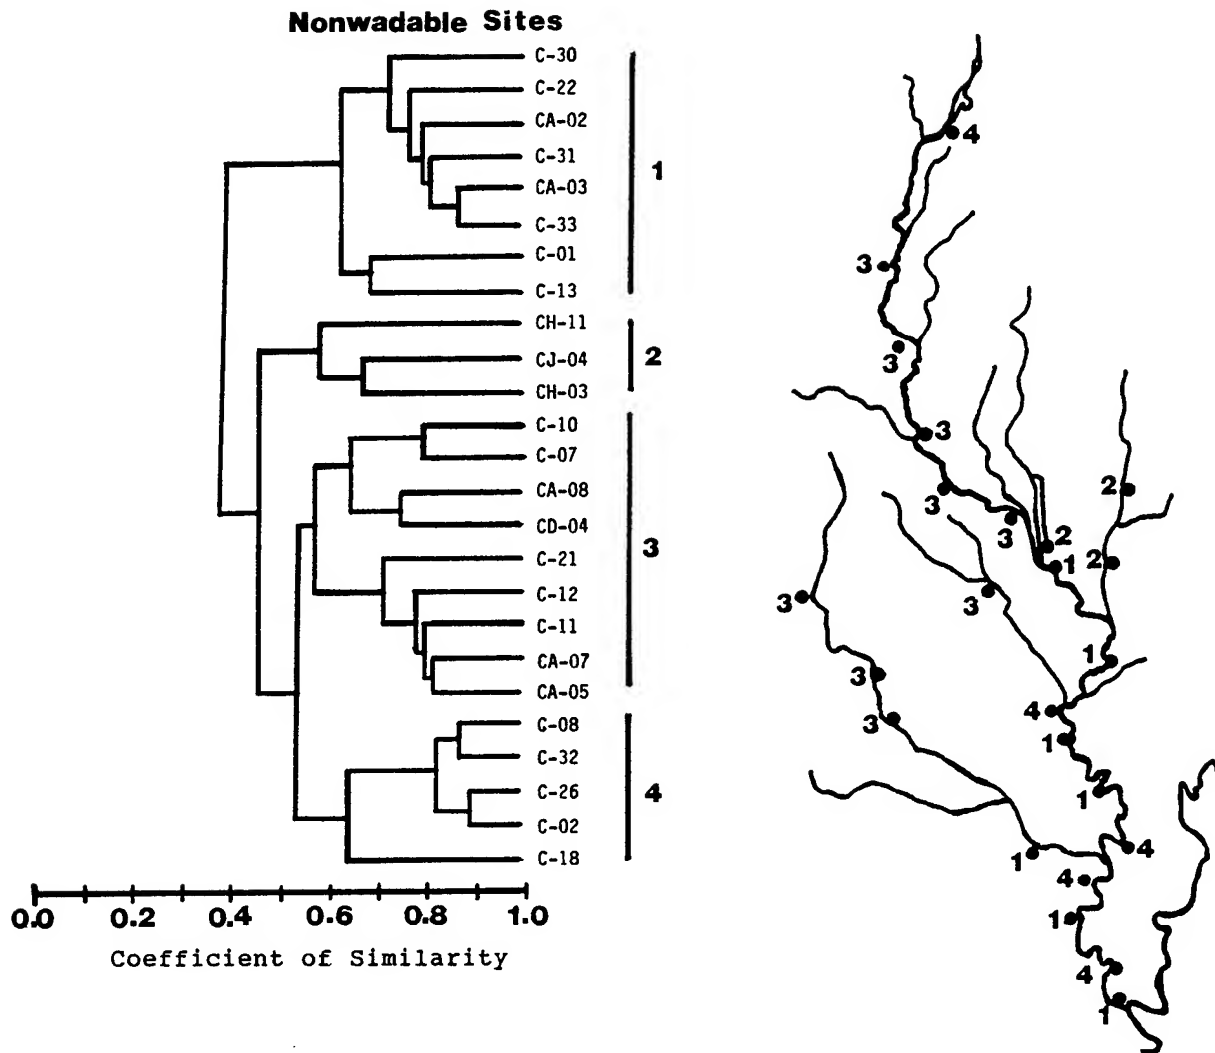 Nonwadable Sites
C-30
C-22
CA-02
C-31
CA-03
C-33
C-01
C-13
1
CH-11
CJ-04
CH-03
2
C-10
C-07
CA-08
CD-04
C-21
C-12
C-11
CA-07
CA-05
3
C-08
C-32
C-26
C-02
C-18
4
0.0 0.2 0.4 0.6 0.8 1.0
Coefficient of Similarity
4
3
3
3
3
2
3
2
1
2
3
3
1
3
4
3
1
1
4
1
4
1
4
1